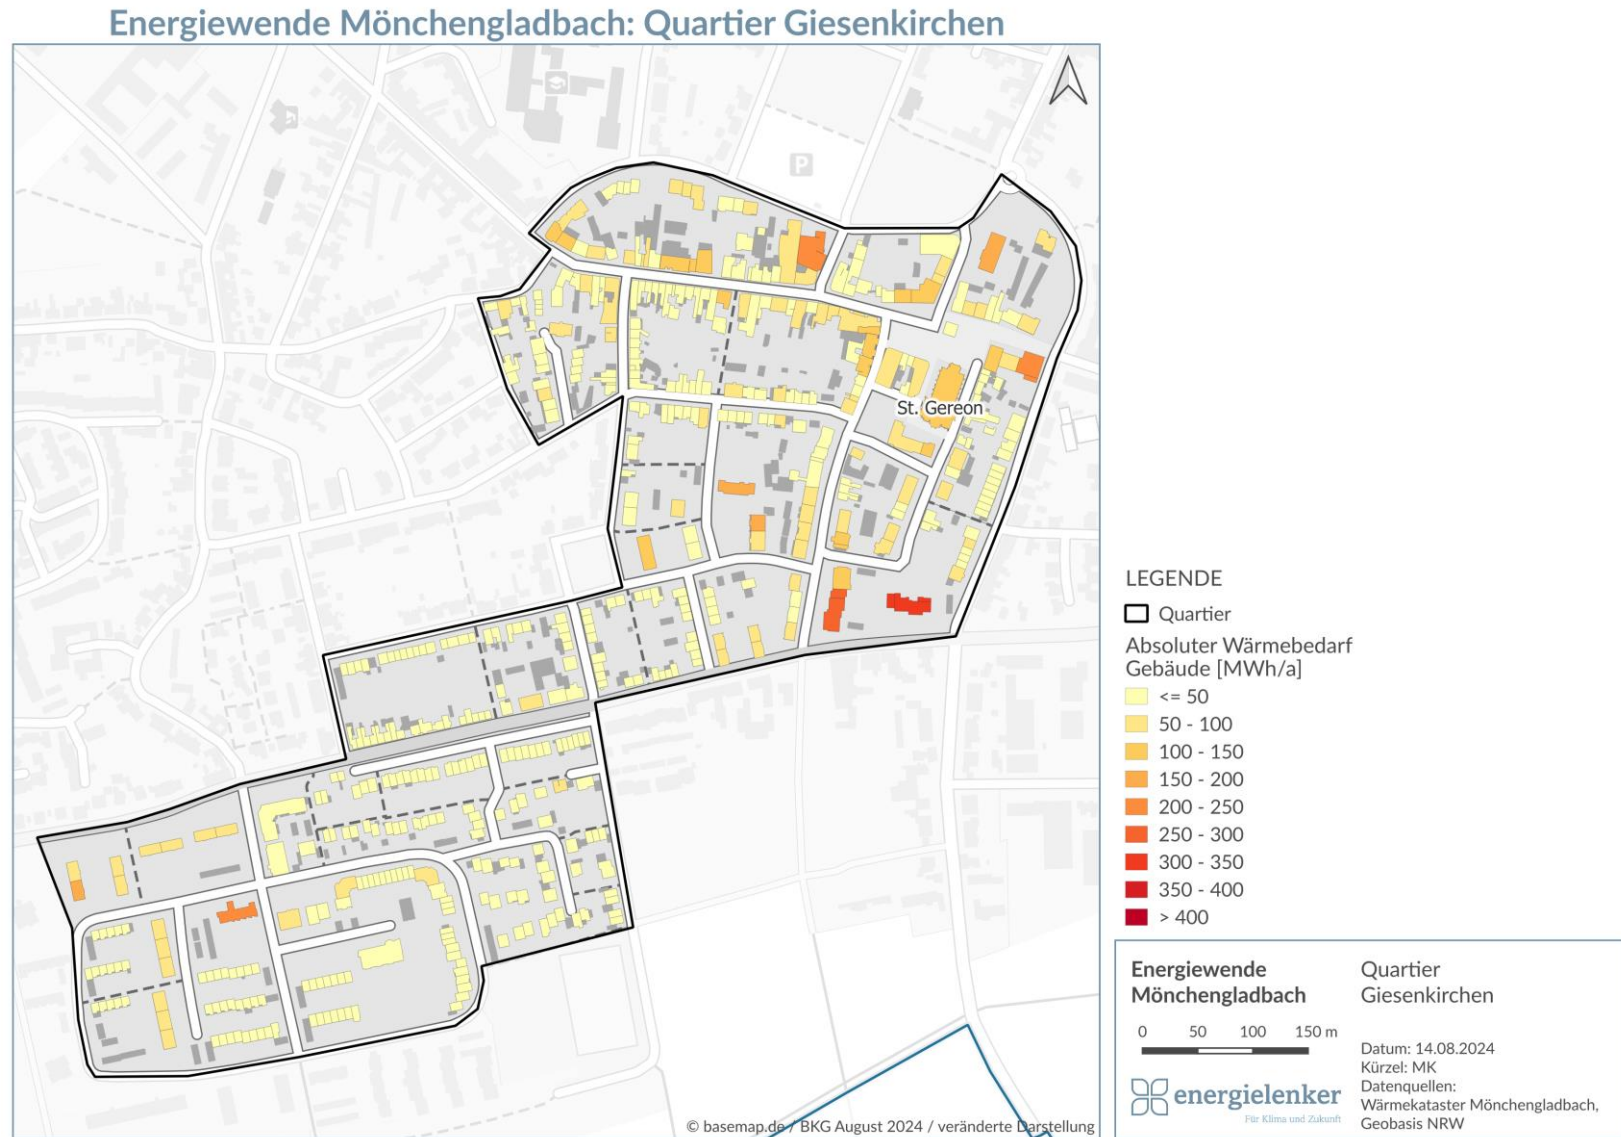 Energiewende Mönchengladbach: Quartier Giesenkirchen
P
St. Gereon
LEGENDE
Quartier
Absoluter Wärmebedarf
Gebäude [MWh/a]
<= 50
50 - 100
100 - 150
150 - 200
200 - 250
250 - 300
300 - 350
350 - 400
> 400
Energiewende
Mönchengladbach
Quartier
Giesenkirchen
0 50 100 150 m
Datum: 14.08.2024
Kürzel: MK
Datenquellen:
Wärmekataster Mönchengladbach,
Geobasis NRW
energielenker
Für Klima und Zukunft
© basemap.de / BKG August 2024 / veränderte Darstellung